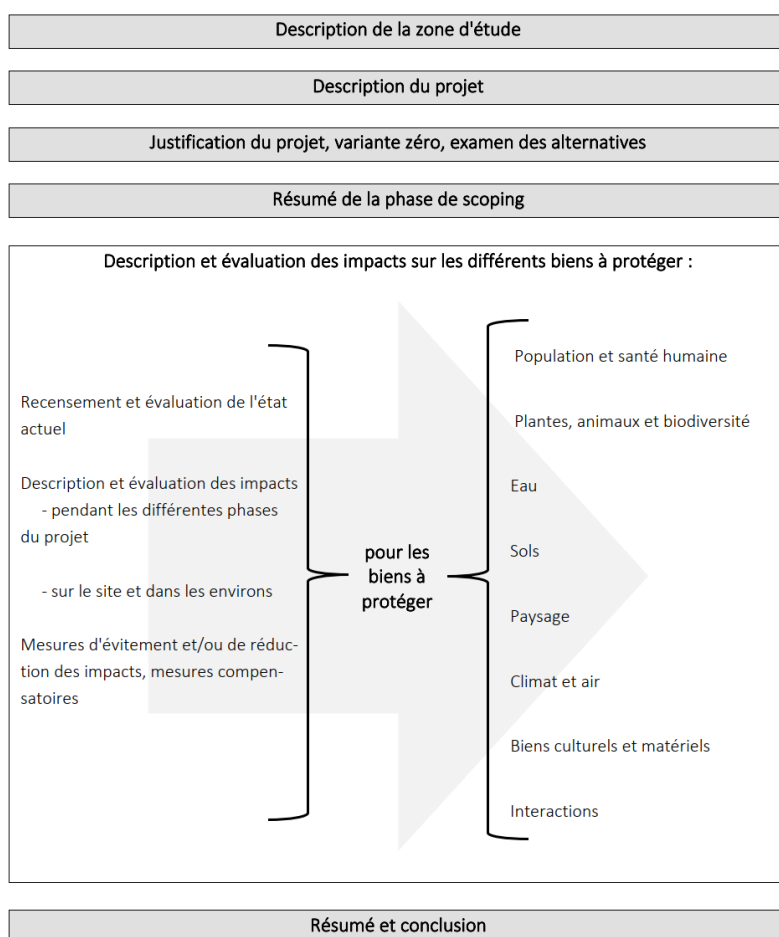 Description de la zone d'étude
Description du projet
Justification du projet, variante zéro, examen des alternatives
Résumé de la phase de scoping
Description et évaluation des impacts sur les différents biens à protéger :
Recensement et évaluation de l'état
actuel
Description et évaluation des impacts
- pendant les différentes phases
du projet
- sur le site et dans les environs
Mesures d'évitement et/ou de réduc-
tion des impacts, mesures compen-
satoires
pour les
biens à
protéger
Population et santé humaine
Plantes, animaux et biodiversité
Eau
Sols
Paysage
Climat et air
Biens culturels et matériels
Interactions
Résumé et conclusion